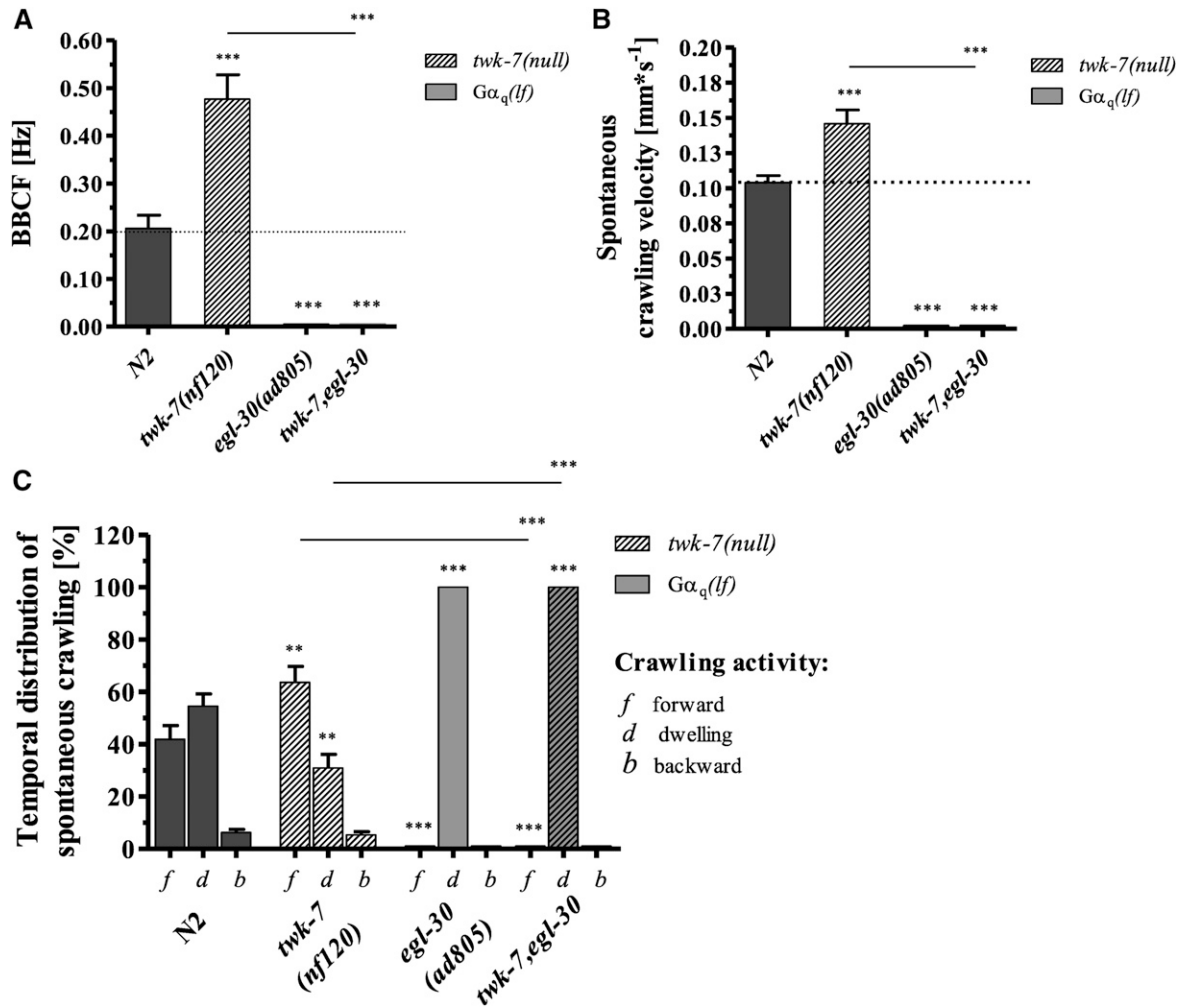 A
***
***
0.60
0.50
0.40
0.30
0.20
0.10
0.00
BBCF [Hz]
*** ***
N2
twk-7(nf120)
egl-30(ad805)
twk-7,egl-30
twk-7(null)
Gαq(lf)
B
***
***
0.20
0.15
0.13
0.10
0.05
0.03
0.00
Spontaneous
crawling velocity [mm*s-1]
*** ***
N2
twk-7(nf120)
egl-30(ad805)
twk-7,egl-30
twk-7(null)
Gαq(lf)
C
***
***
120
100
80
60
40
20
0
Temporal distribution of
spontaneous crawling [%]
** ** *** *** *** ***
f d b f d b f d b f d b
N2
twk-7
(nf120)
egl-30
(ad805)
twk-7,egl-30
twk-7(null)
Gαq(lf)
Crawling activity:
f forward
d dwelling
b backward